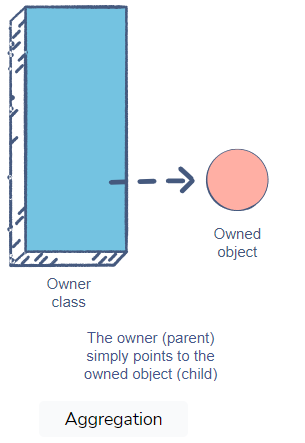 Owned
object
Owner
class
The owner (parent)
simply points to the
owned object (child)
Aggregation